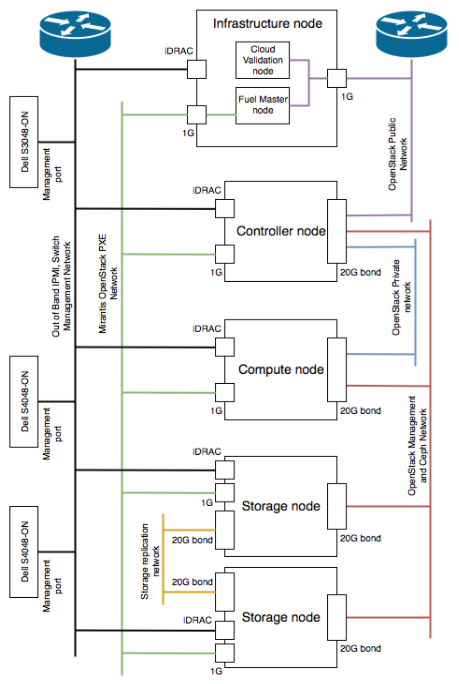 Infrastructure node
iDRAC
Cloud
Validation
node
Fuel Master
node
1G
1G
Dell S3048-ON
Management
port
OpenStack Public
Network
iDRAC
Controller node
1G
20G bond
Out of Band IPMI, Switch
Management Network
Mirantis OpenStack PXE
Network
OpenStack Private
network
iDRAC
Compute node
1G
20G bond
Dell S4048-ON
Management
port
OpenStack Management
and Ceph Network
iDRAC
Storage node
1G
20G bond
20G bond
Dell S4048-ON
Management
port
Storage replication
network
20G bond
Storage node
iDRAC
20G bond
1G